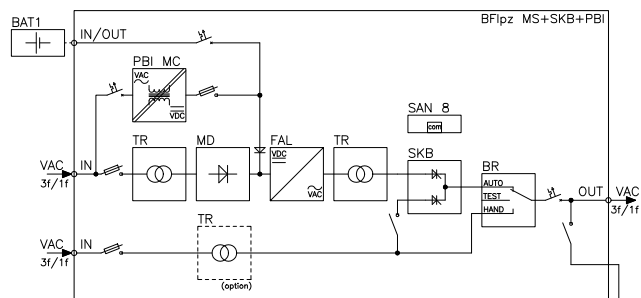 BFIpz MS+SKB+PBI
BAT1
IN/OUT
PBI MC
VAC
VDC
SAN 8
com
TR
MD
FAL
TR
SKB
BR
VDC
VAC
VAC
IN
3f/1f
AUTO
TEST
HAND
OUT
VAC
3f/1f
TR
VAC
IN
3f/1f
(option)